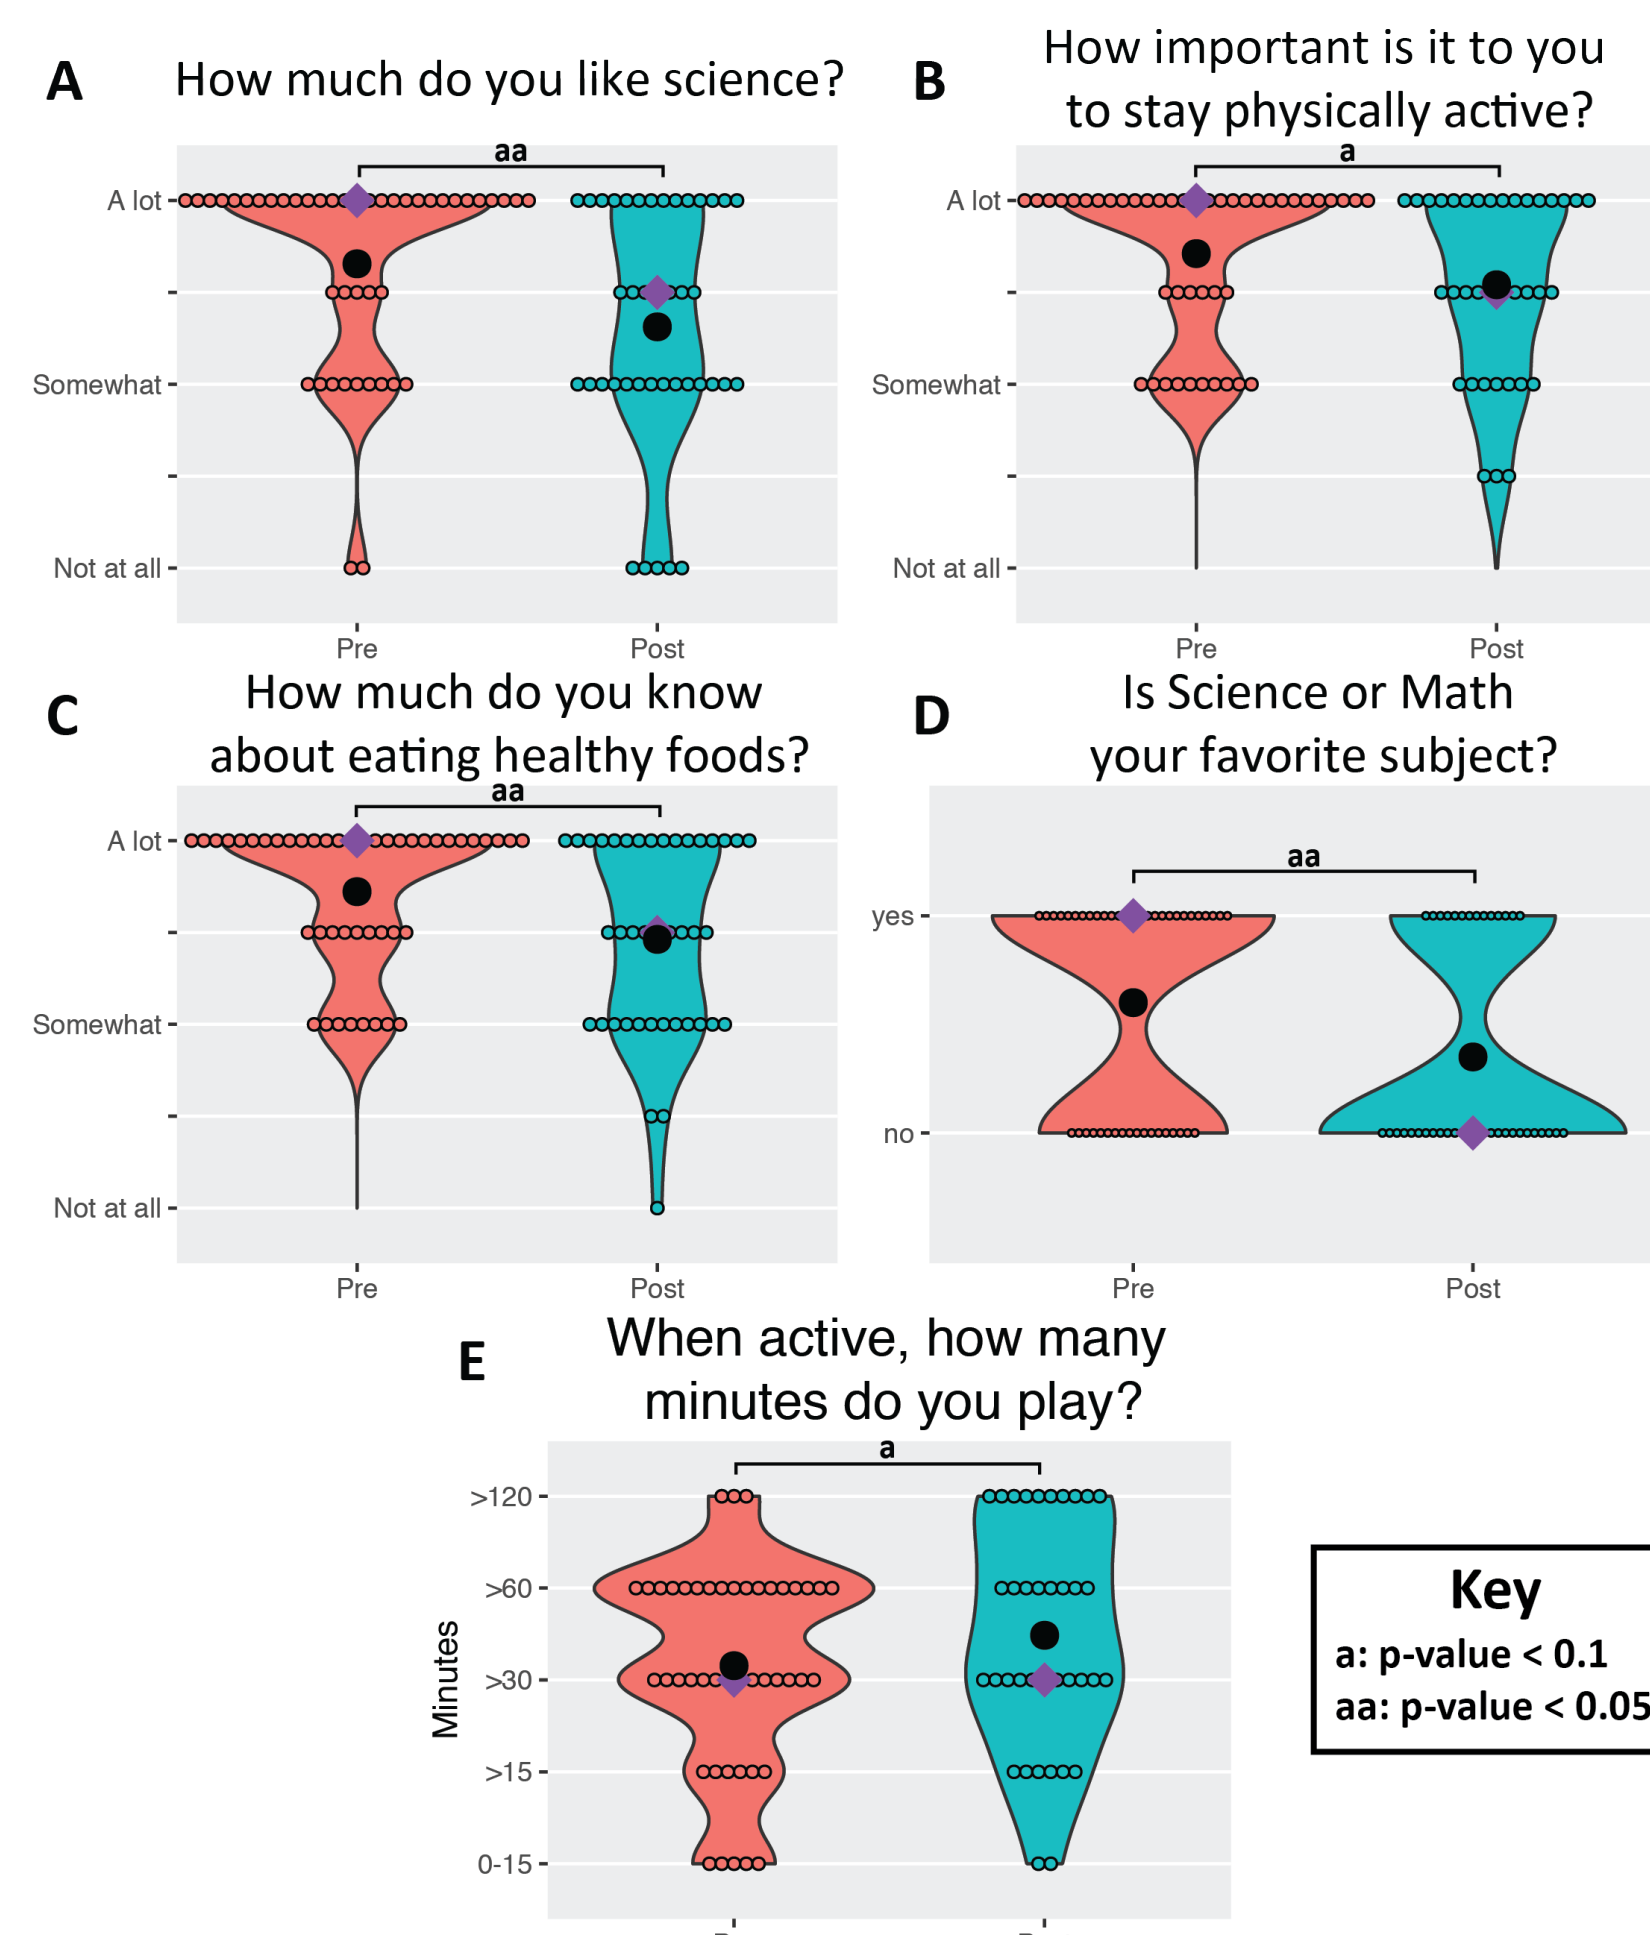 A
How much do you like science?
aa
A lot
Somewhat
Not at all
Pre
Post
B
How important is it to you
to stay physically active?
a
A lot
Somewhat
Not at all
Pre
Post
C
How much do you know
about eating healthy foods?
aa
A lot
Somewhat
Not at all
Pre
Post
D
Is Science or Math
your favorite subject?
aa
yes
no
Pre
Post
E
When active, how many
minutes do you play?
a
Minutes
>120
>60
>30
>15
0-15
Key
a: p-value < 0.1
aa: p-value < 0.05